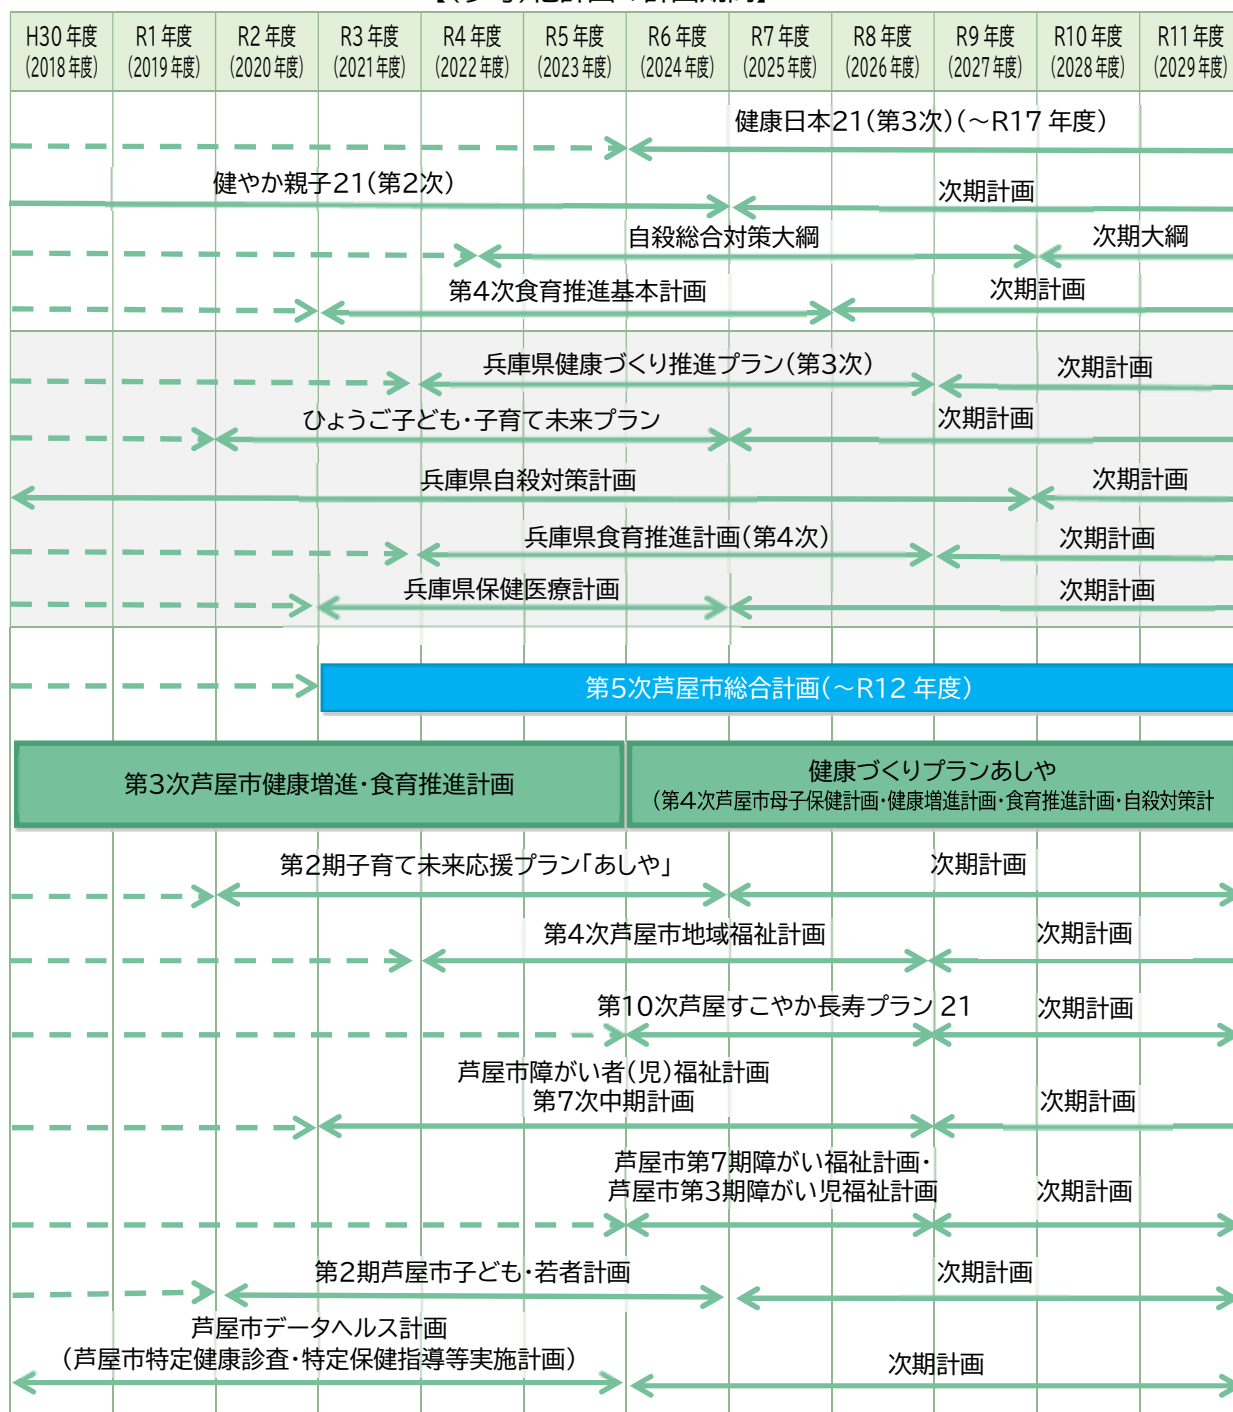 H30年度 R1年度 R2年度 R3年度 R4年度 R5年度 R6年度 R7年度 R8年度 R9年度 R10年度 R11年度
(2018年度) (2019年度) (2020年度) (2021年度) (2022年度) (2023年度) (2024年度) (2025年度) (2026年度) (2027年度) (2028年度) (2029年度)
健康日本21(第3次)(～R17年度)
健やか親子21(第2次) 次期計画
自殺総合対策大綱 次期大綱
第4次食育推進基本計画 次期計画
兵庫県健康づくり推進プラン(第3次) 次期計画
ひょうご子ども・子育て未来プラン 次期計画
兵庫県自殺対策計画 次期計画
兵庫県食育推進計画(第4次) 次期計画
兵庫県保健医療計画 次期計画
第5次芦屋市総合計画(～R12年度)
第3次芦屋市健康増進・食育推進計画
健康づくりプランあしや
(第4次芦屋市母子保健計画・健康増進計画・食育推進計画・自殺対策計
第2期子育て未来応援プラン「あしや」 次期計画
第4次芦屋市地域福祉計画 次期計画
第10次芦屋すこやか長寿プラン21 次期計画
芦屋市障がい者(児)福祉計画
第7次中期計画 次期計画
芦屋市第7期障がい福祉計画・
芦屋市第3期障がい児福祉計画 次期計画
第2期芦屋市子ども・若者計画 次期計画
芦屋市データヘルス計画
(芦屋市特定健康診査・特定保健指導等実施計画) 次期計画